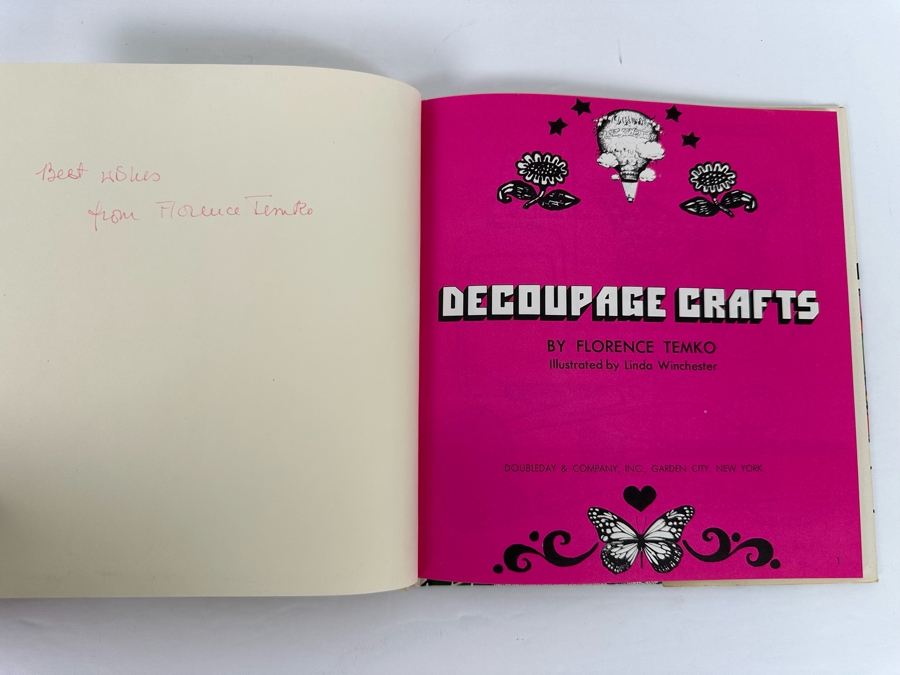 Best wishes
from Florence Temko
DECOUPAGE CRAFTS
BY FLORENCE TEMKO
Illustrated by Linda Winchester
DOUBLEDAY & COMPANY, INC., GARDEN CITY, NEW YORK
1